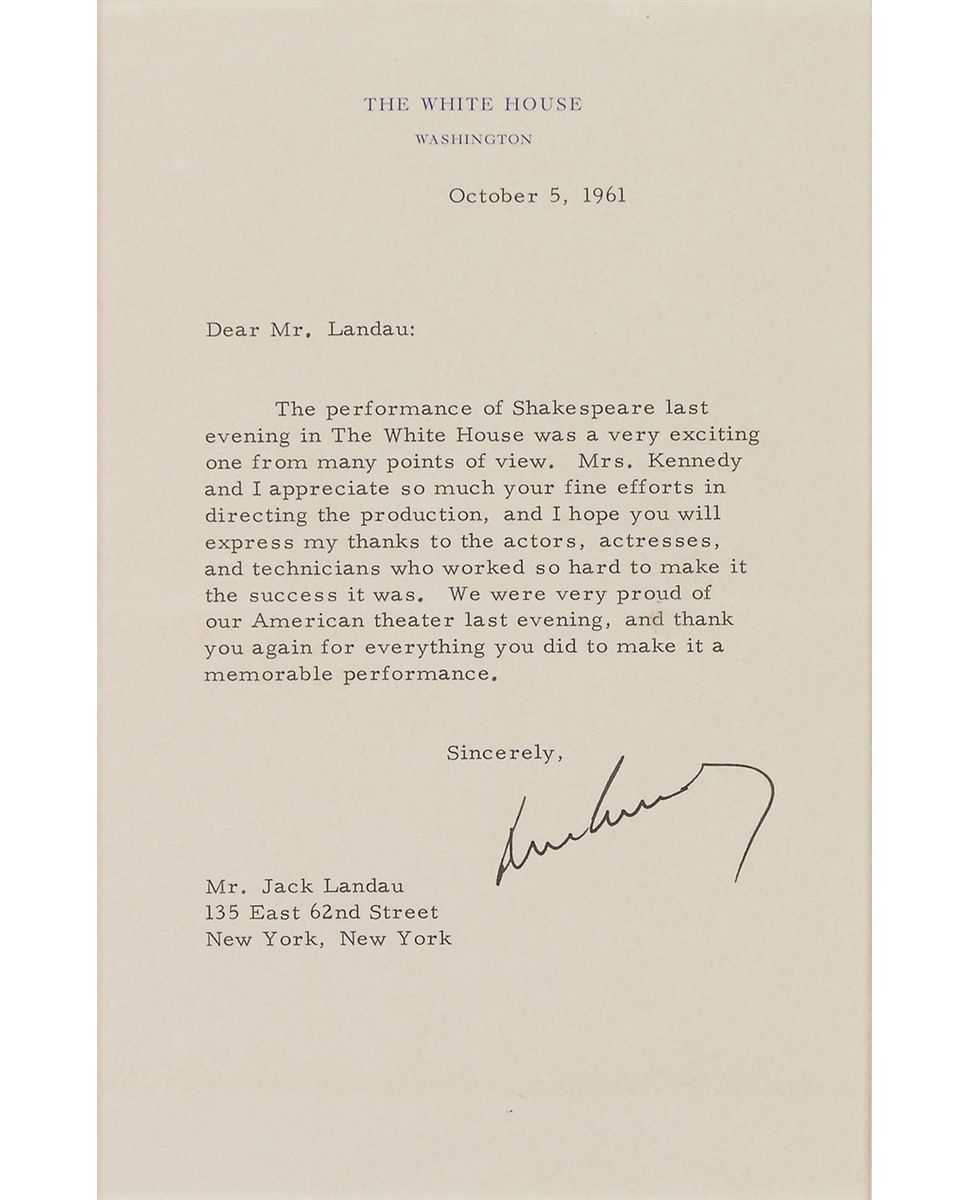 THE WHITE HOUSE
WASHINGTON
October 5, 1961
Dear Mr. Landau:
The performance of Shakespeare last
evening in The White House was a very exciting
one from many points of view. Mrs. Kennedy
and I appreciate so much your fine efforts in
directing the production, and I hope you will
express my thanks to the actors, actresses,
and technicians who worked so hard to make it
the success it was. We were very proud of
our American theater last evening, and thank
you again for everything you did to make it a
memorable performance.
Sincerely,
Mr. Jack Landau
135 East 62nd Street
New York, New York